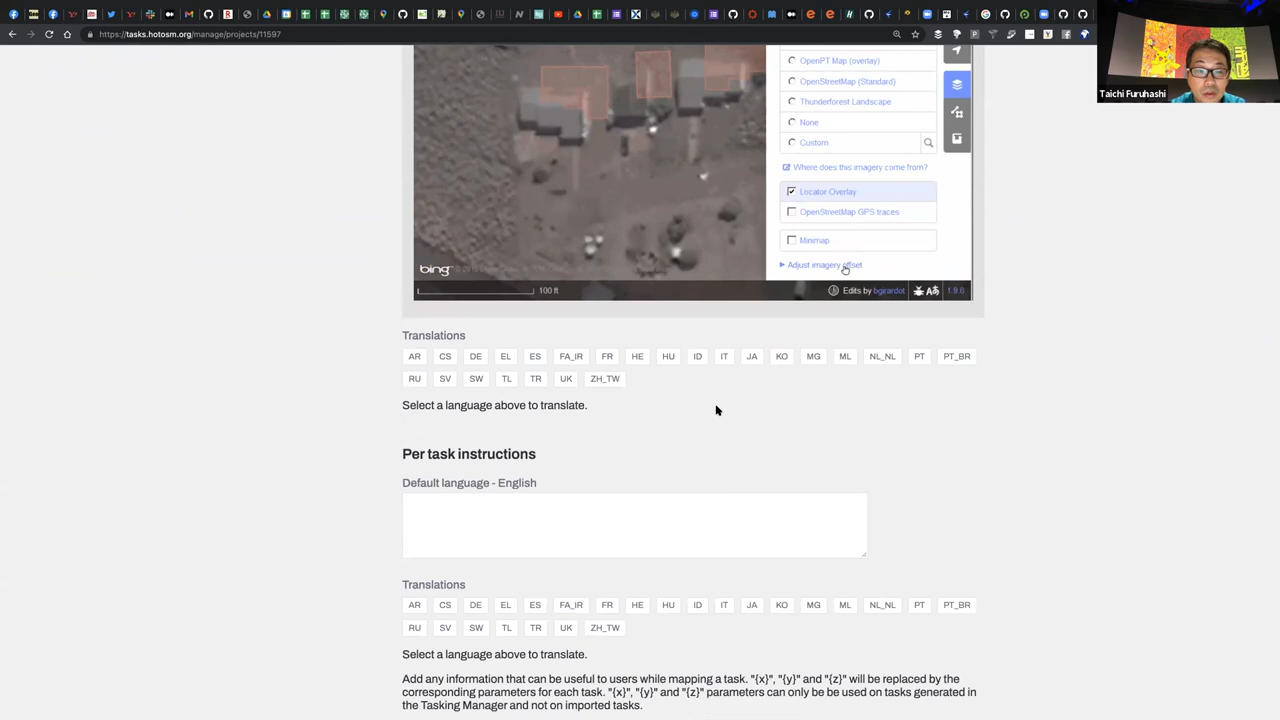 https://tasks.hotosm.org/manage/projects/11597
Taichi Furuhashi
OpenPT Map (overlay)
OpenStreetMap (Standard)
Thunderforest Landscape
None
Custom
Where does this imagery come from?
Locator Overlay
OpenStreetMap GPS traces
Minimap
Adjust imagery offset
bing
100 ft
Edits by bgirardot
1.9.6
Translations
AR CS DE EL ES FA_IR FR HE HU ID IT JA KO MG ML NL_NL PT PT_BR
RU SV SW TL TR UK ZH_TW
Select a language above to translate.
Per task instructions
Default language - English
Translations
AR CS DE EL ES FA_IR FR HE HU ID IT JA KO MG ML NL_NL PT PT_BR
RU SV SW TL TR UK ZH_TW
Select a language above to translate.
Add any information that can be useful to users while mapping a task. "{x}", "{y}" and "{z}" will be replaced by the
corresponding parameters for each task. "{x}", "{y}" and "{z}" parameters can only be be used on tasks generated in
the Tasking Manager and not on imported tasks.